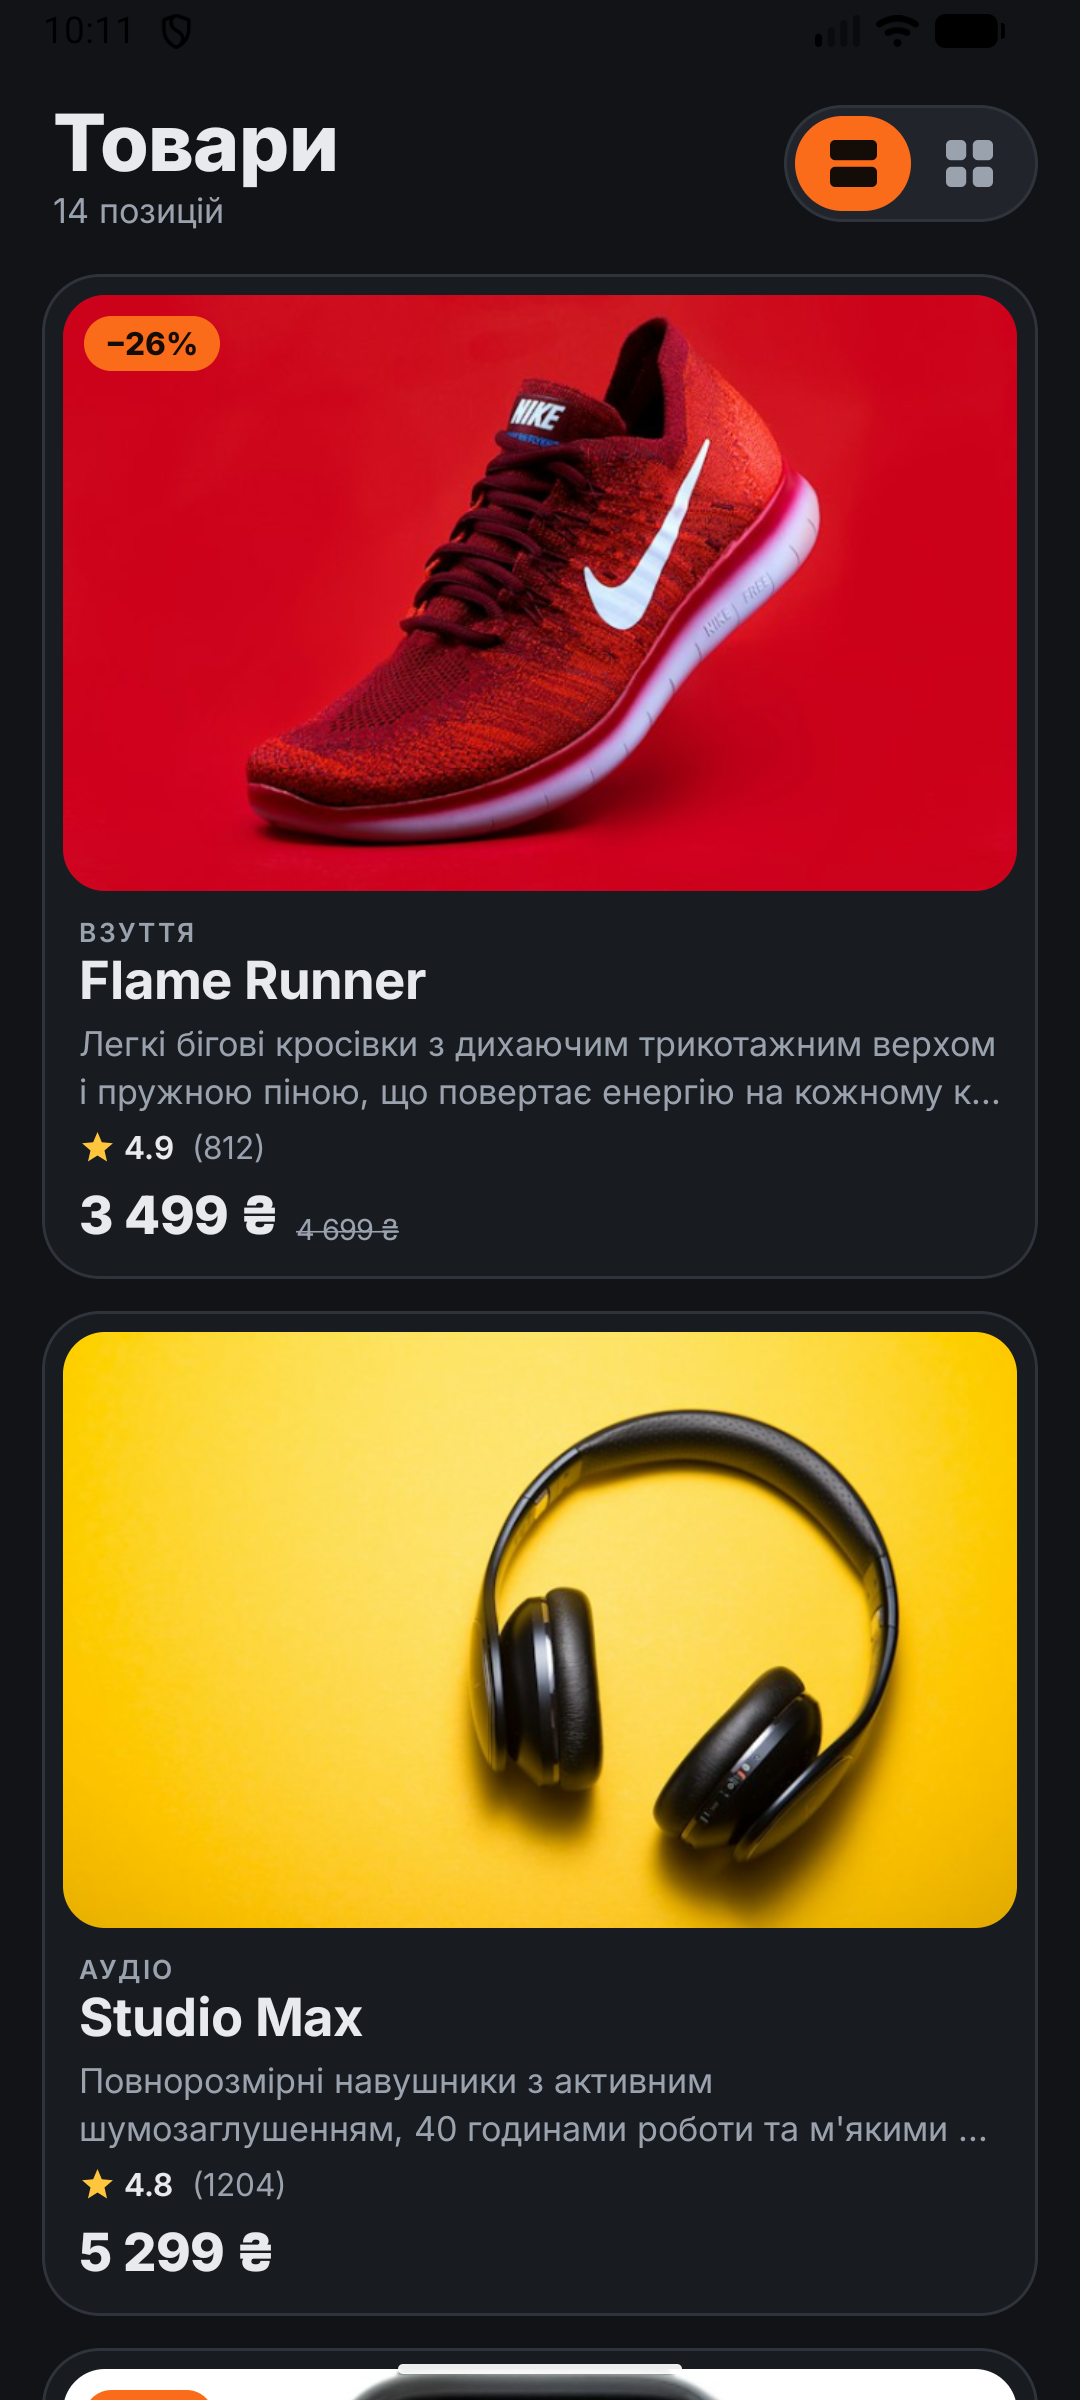 10:11
Товари
14 позицій
–26%
NIKE
NIKE FREE
ВЗУТТЯ
Flame Runner
Легкі бігові кросівки з дихаючим трикотажним верхом
і пружною піною, що повертає енергію на кожному к...
4.9 (812)
3 499 ₴ 4 699 ₴
АУДІО
Studio Max
Повнорозмірні навушники з активним
шумозаглушенням, 40 годинами роботи та м'якими ...
4.8 (1204)
5 299 ₴